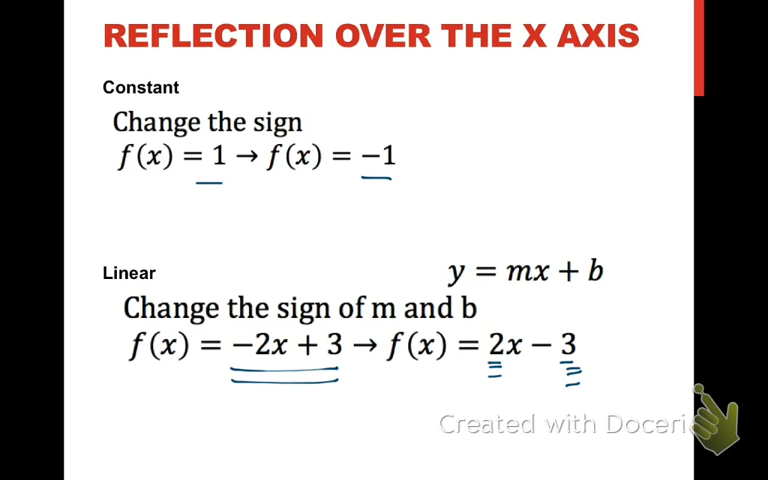 REFLECTION OVER THE X AXIS
Constant
Change the sign
f(x) = 1 → f(x) = −1
Linear
y = mx + b
Change the sign of m and b
f(x) = −2x + 3 → f(x) = 2x − 3
Created with Doceri